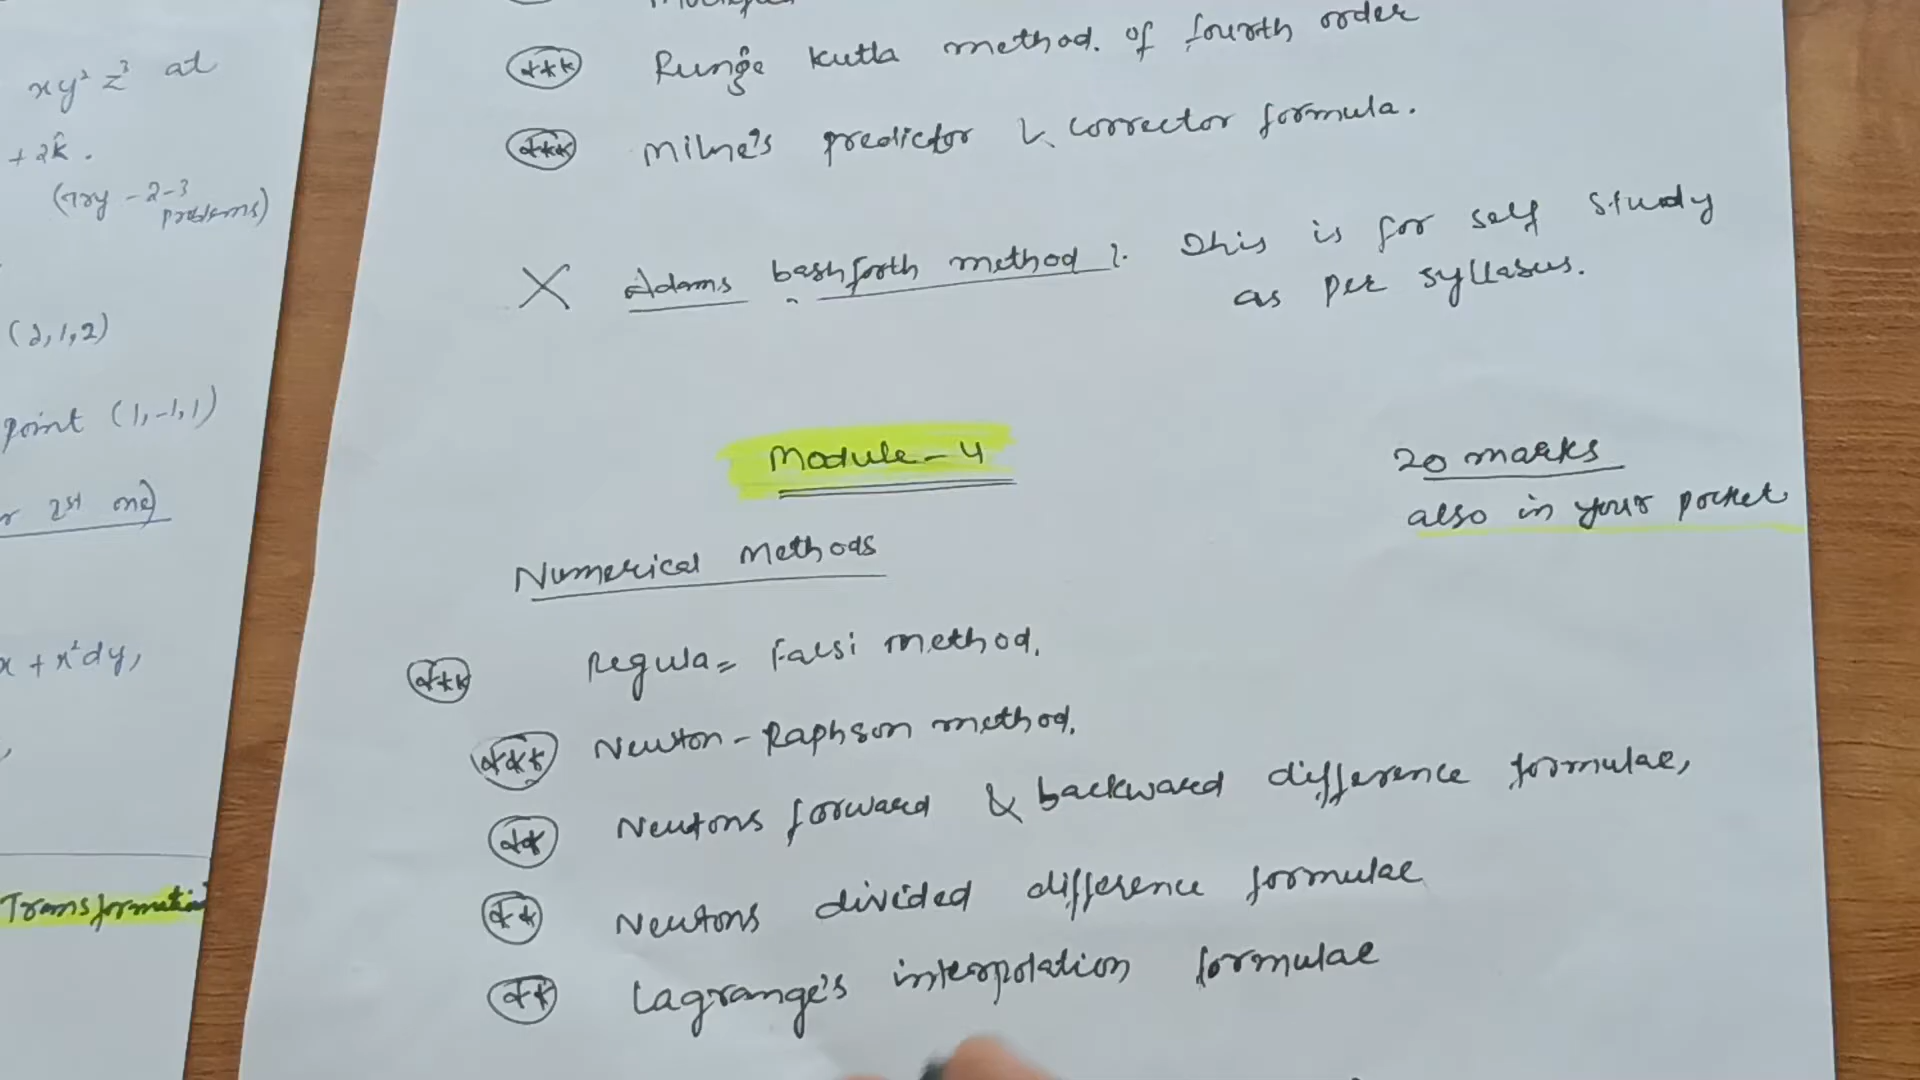 xy² z³ at
+ 2k̂.
(Try - 2-3
problems)
(2,1,2)
point (1,-1,1)
2st one)
x + x²dy,
Transformation
*** Runge kutta method. of fourth order
*** Milne's predictor & corrector formula.
X Adams bashforth method :. This is for self study
as per syllabus.
Module - 4
20 marks
also in your pocket
Numerical Methods
*** Regula = Falsi method.
*** Newton - Raphson method.
** Newtons forward & backward difference formulae,
** Newtons divided difference formulae
** Lagrange's interpolation formulae